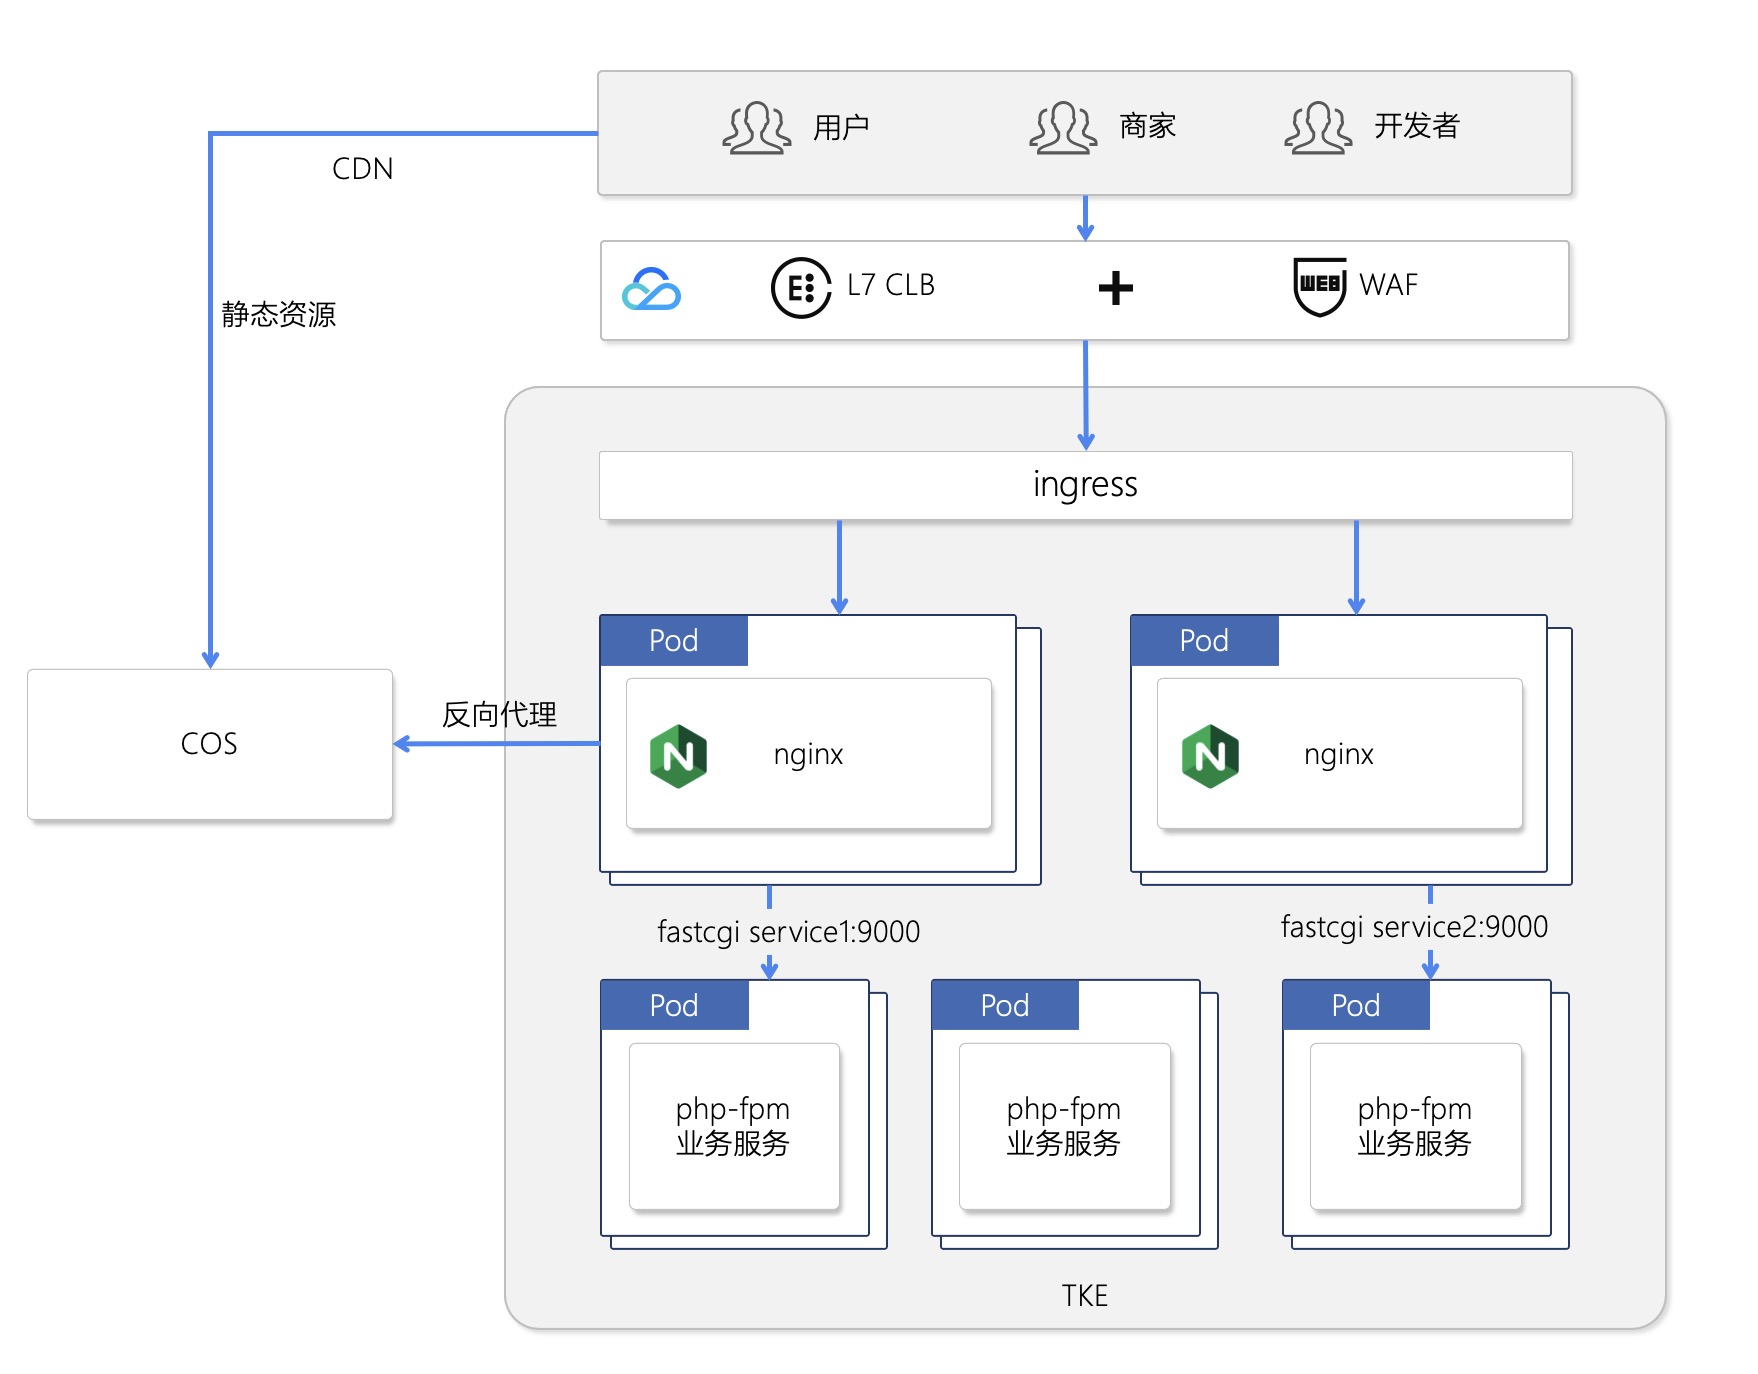 用户
商家
开发者
CDN
L7 CLB
WEB
WAF
静态资源
ingress
Pod
Pod
反向代理
COS
nginx
nginx
fastcgi service1:9000
fastcgi service2:9000
Pod
Pod
Pod
php-fpm
业务服务
php-fpm
业务服务
php-fpm
业务服务
TKE